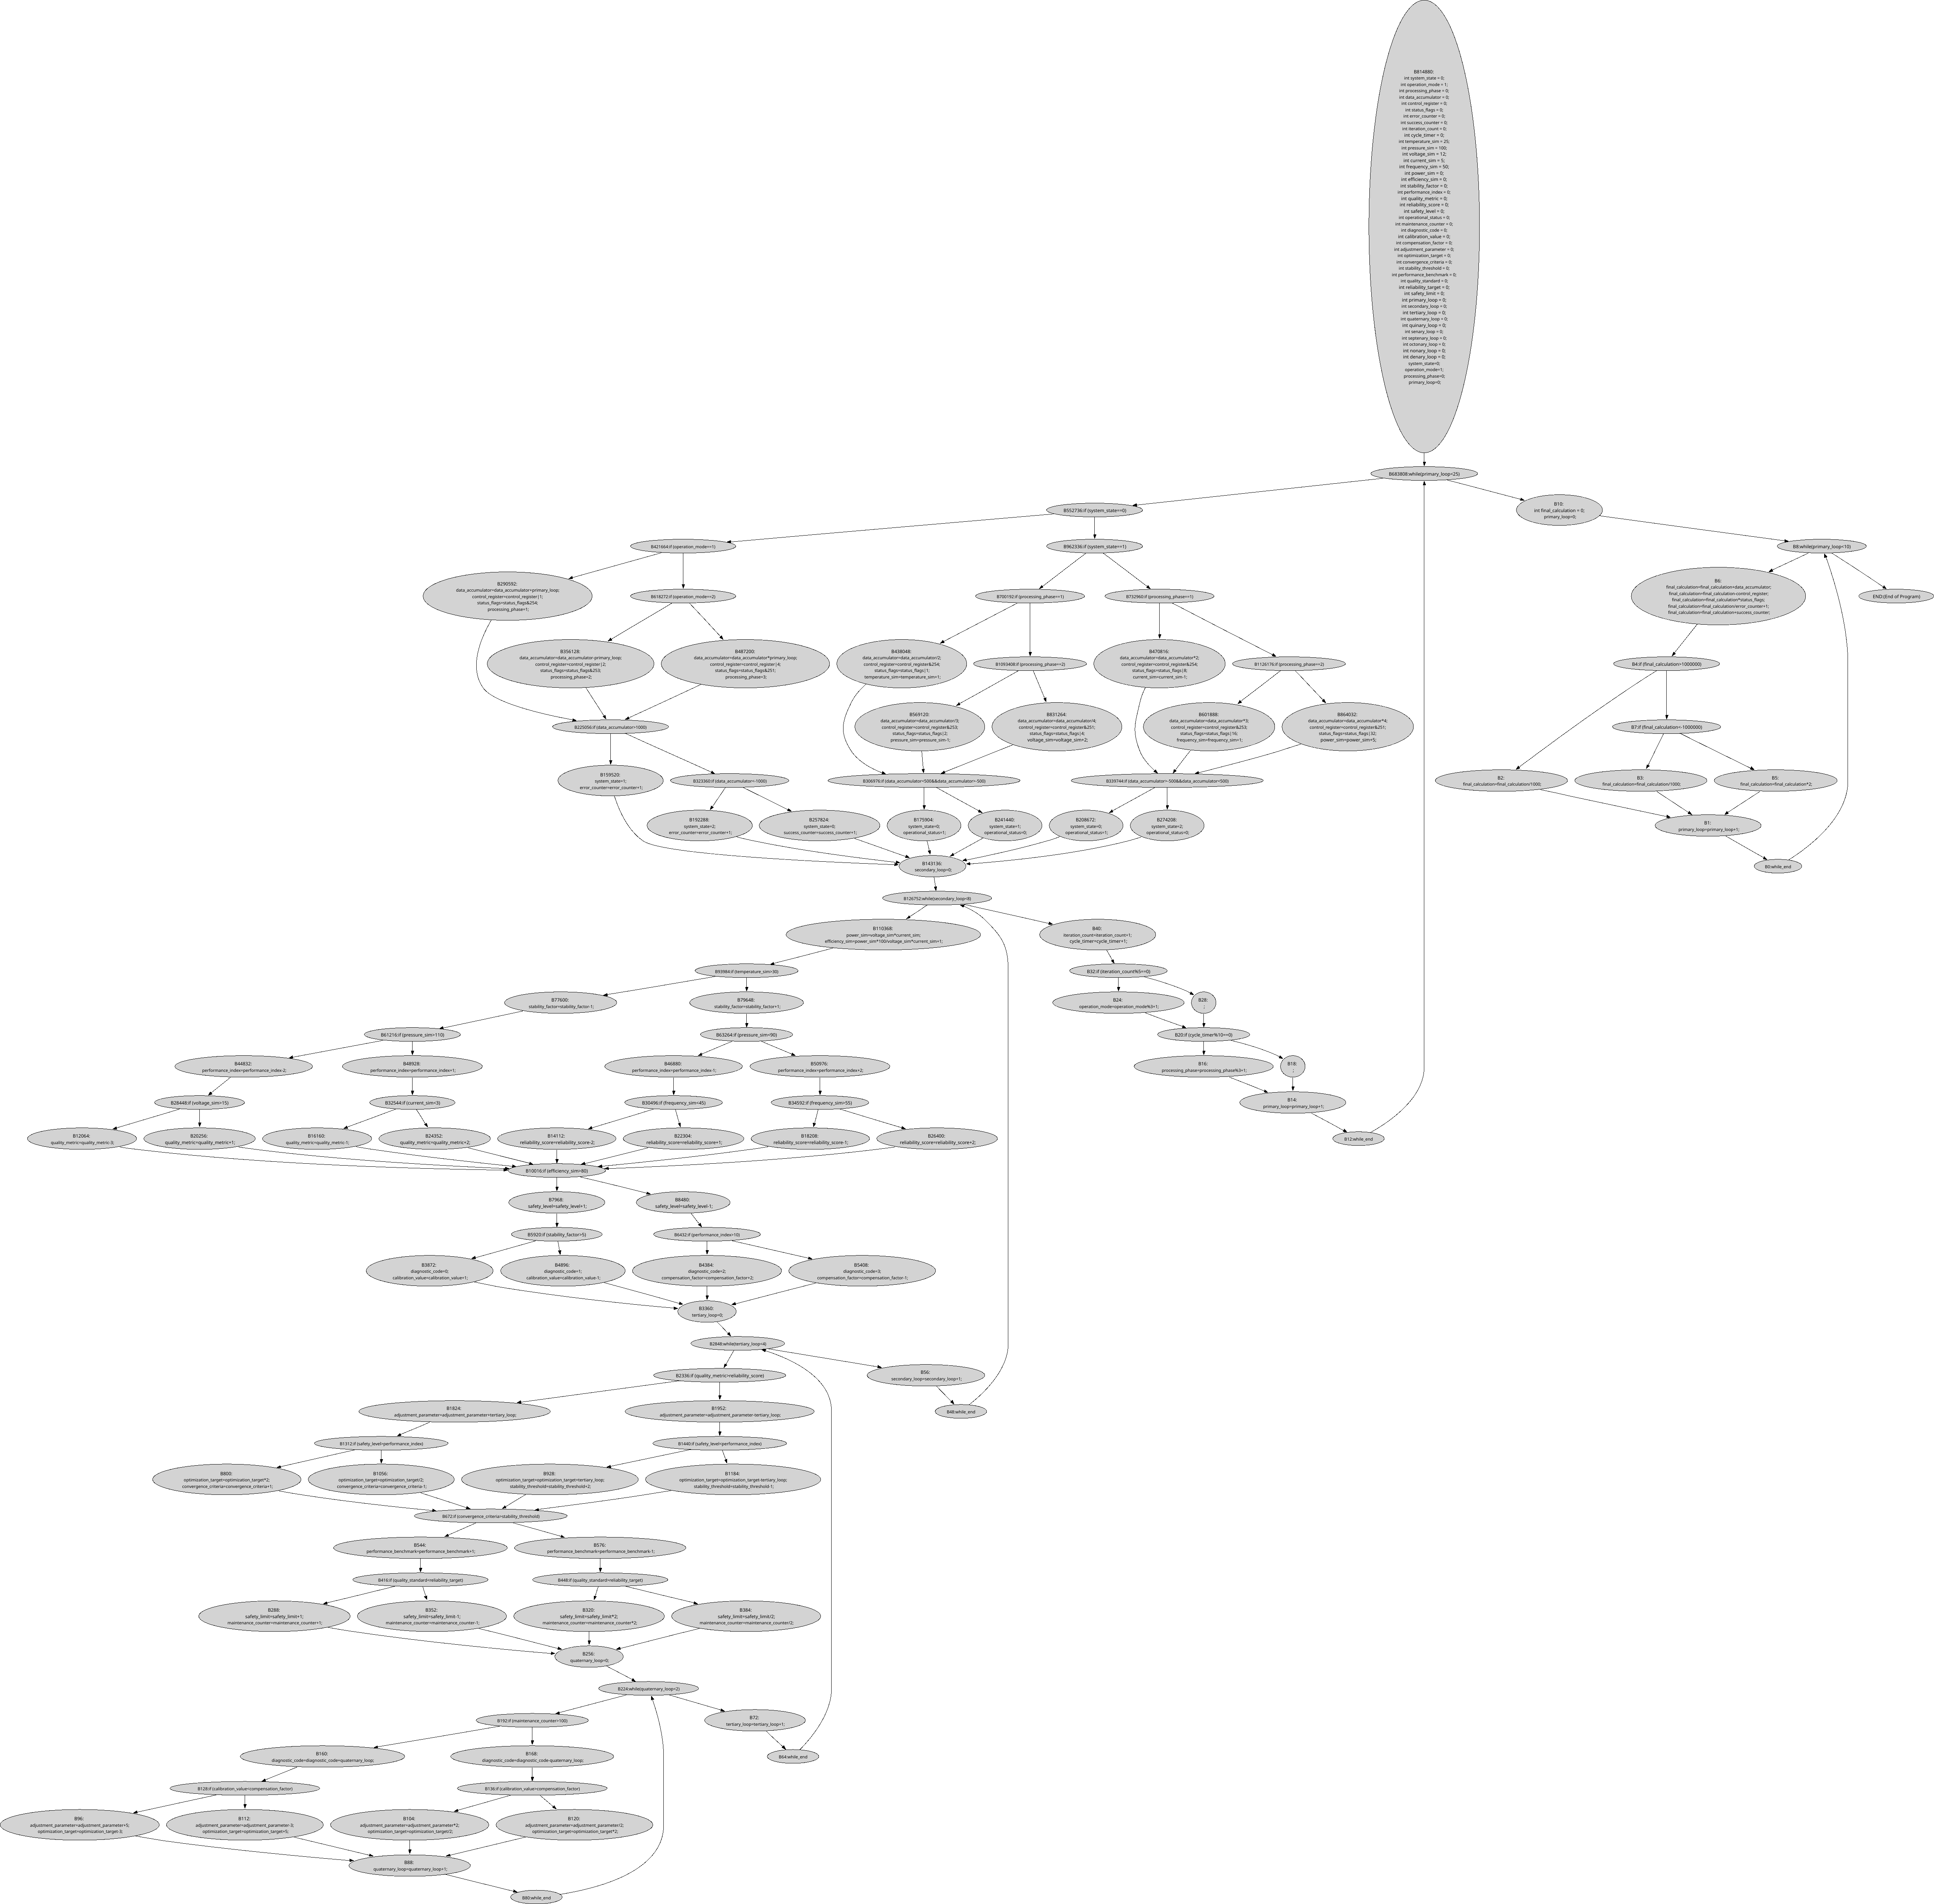 B814880:
int system_state = 0;
int operation_mode = 1;
int processing_phase = 0;
int data_accumulator = 0;
int control_register = 0;
int status_flags = 0;
int error_counter = 0;
int success_counter = 0;
int iteration_count = 0;
int cycle_timer = 0;
int temperature_sim = 25;
int pressure_sim = 100;
int voltage_sim = 12;
int current_sim = 5;
int frequency_sim = 50;
int power_sim = 0;
int efficiency_sim = 0;
int stability_factor = 0;
int performance_index = 0;
int quality_metric = 0;
int reliability_score = 0;
int safety_level = 0;
int operational_status = 0;
int maintenance_counter = 0;
int diagnostic_code = 0;
int calibration_value = 0;
int compensation_factor = 0;
int adjustment_parameter = 0;
int optimization_target = 0;
int convergence_criteria = 0;
int stability_threshold = 0;
int performance_benchmark = 0;
int quality_standard = 0;
int reliability_target = 0;
int safety_limit = 0;
int primary_loop = 0;
int secondary_loop = 0;
int tertiary_loop = 0;
int quaternary_loop = 0;
int quinary_loop = 0;
int senary_loop = 0;
int septenary_loop = 0;
int octonary_loop = 0;
int nonary_loop = 0;
int denary_loop = 0;
system_state=0;
operation_mode=1;
processing_phase=0;
primary_loop=0;
B683808:while(primary_loop<25)
B552736:if (system_state==0)
B10:
int final_calculation = 0;
primary_loop=0;
B421664:if (operation_mode==1)
B962336:if (system_state==1)
B8:while(primary_loop<10)
B290592:
data_accumulator=data_accumulator+primary_loop;
control_register=control_register|1;
status_flags=status_flags&254;
processing_phase=1;
B618272:if (operation_mode==2)
B700192:if (processing_phase==1)
B732960:if (processing_phase==1)
B6:
final_calculation=final_calculation+data_accumulator;
final_calculation=final_calculation-control_register;
final_calculation=final_calculation*status_flags;
final_calculation=final_calculation/error_counter+1;
final_calculation=final_calculation+success_counter;
END:(End of Program)
B356128:
data_accumulator=data_accumulator-primary_loop;
control_register=control_register|2;
status_flags=status_flags&253;
processing_phase=2;
B487200:
data_accumulator=data_accumulator*primary_loop;
control_register=control_register|4;
status_flags=status_flags&251;
processing_phase=3;
B438048:
data_accumulator=data_accumulator/2;
control_register=control_register&254;
status_flags=status_flags|1;
temperature_sim=temperature_sim+1;
B1093408:if (processing_phase==2)
B470816:
data_accumulator=data_accumulator*2;
control_register=control_register&254;
status_flags=status_flags|8;
current_sim=current_sim-1;
B1126176:if (processing_phase==2)
B4:if (final_calculation>1000000)
B225056:if (data_accumulator>1000)
B569120:
data_accumulator=data_accumulator/3;
control_register=control_register&253;
status_flags=status_flags|2;
pressure_sim=pressure_sim-1;
B831264:
data_accumulator=data_accumulator/4;
control_register=control_register&251;
status_flags=status_flags|4;
voltage_sim=voltage_sim+2;
B601888:
data_accumulator=data_accumulator*3;
control_register=control_register&253;
status_flags=status_flags|16;
frequency_sim=frequency_sim+1;
B864032:
data_accumulator=data_accumulator*4;
control_register=control_register&251;
status_flags=status_flags|32;
power_sim=power_sim+5;
B7:if (final_calculation<-1000000)
B159520:
system_state=1;
error_counter=error_counter+1;
B323360:if (data_accumulator<-1000)
B306976:if (data_accumulator<500&&data_accumulator>-500)
B339744:if (data_accumulator>-500&&data_accumulator<500)
B2:
final_calculation=final_calculation/1000;
B3:
final_calculation=final_calculation/1000;
B5:
final_calculation=final_calculation*2;
B192288:
system_state=2;
error_counter=error_counter+1;
B257824:
system_state=0;
success_counter=success_counter+1;
B175904:
system_state=0;
operational_status=1;
B241440:
system_state=1;
operational_status=0;
B208672:
system_state=0;
operational_status=1;
B274208:
system_state=2;
operational_status=0;
B1:
primary_loop=primary_loop+1;
B143136:
secondary_loop=0;
B0:while_end
B126752:while(secondary_loop<8)
B110368:
power_sim=voltage_sim*current_sim;
efficiency_sim=power_sim*100/voltage_sim*current_sim+1;
B40:
iteration_count=iteration_count+1;
cycle_timer=cycle_timer+1;
B93984:if (temperature_sim>30)
B32:if (iteration_count%5==0)
B77600:
stability_factor=stability_factor-1;
B79648:
stability_factor=stability_factor+1;
B24:
operation_mode=operation_mode%3+1;
B28:
;
B61216:if (pressure_sim>110)
B63264:if (pressure_sim<90)
B20:if (cycle_timer%10==0)
B44832:
performance_index=performance_index-2;
B48928:
performance_index=performance_index+1;
B46880:
performance_index=performance_index-1;
B50976:
performance_index=performance_index+2;
B16:
processing_phase=processing_phase%3+1;
B18:
;
B28448:if (voltage_sim>15)
B32544:if (current_sim<3)
B30496:if (frequency_sim<45)
B34592:if (frequency_sim>55)
B14:
primary_loop=primary_loop+1;
B12064:
quality_metric=quality_metric-3;
B20256:
quality_metric=quality_metric+1;
B16160:
quality_metric=quality_metric-1;
B24352:
quality_metric=quality_metric+2;
B14112:
reliability_score=reliability_score-2;
B22304:
reliability_score=reliability_score+1;
B18208:
reliability_score=reliability_score-1;
B26400:
reliability_score=reliability_score+2;
B12:while_end
B10016:if (efficiency_sim>80)
B7968:
safety_level=safety_level+1;
B8480:
safety_level=safety_level-1;
B5920:if (stability_factor>5)
B6432:if (performance_index>10)
B3872:
diagnostic_code=0;
calibration_value=calibration_value+1;
B4896:
diagnostic_code=1;
calibration_value=calibration_value-1;
B4384:
diagnostic_code=2;
compensation_factor=compensation_factor+2;
B5408:
diagnostic_code=3;
compensation_factor=compensation_factor-1;
B3360:
tertiary_loop=0;
B2848:while(tertiary_loop<4)
B2336:if (quality_metric>reliability_score)
B56:
secondary_loop=secondary_loop+1;
B1824:
adjustment_parameter=adjustment_parameter+tertiary_loop;
B1952:
adjustment_parameter=adjustment_parameter-tertiary_loop;
B48:while_end
B1312:if (safety_level>performance_index)
B1440:if (safety_level<performance_index)
B800:
optimization_target=optimization_target*2;
convergence_criteria=convergence_criteria+1;
B1056:
optimization_target=optimization_target/2;
convergence_criteria=convergence_criteria-1;
B928:
optimization_target=optimization_target+tertiary_loop;
stability_threshold=stability_threshold+2;
B1184:
optimization_target=optimization_target-tertiary_loop;
stability_threshold=stability_threshold-1;
B672:if (convergence_criteria>stability_threshold)
B544:
performance_benchmark=performance_benchmark+1;
B576:
performance_benchmark=performance_benchmark-1;
B416:if (quality_standard<reliability_target)
B448:if (quality_standard>reliability_target)
B288:
safety_limit=safety_limit+1;
maintenance_counter=maintenance_counter+1;
B352:
safety_limit=safety_limit-1;
maintenance_counter=maintenance_counter-1;
B320:
safety_limit=safety_limit*2;
maintenance_counter=maintenance_counter*2;
B384:
safety_limit=safety_limit/2;
maintenance_counter=maintenance_counter/2;
B256:
quaternary_loop=0;
B224:while(quaternary_loop<2)
B192:if (maintenance_counter>100)
B72:
tertiary_loop=tertiary_loop+1;
B160:
diagnostic_code=diagnostic_code+quaternary_loop;
B168:
diagnostic_code=diagnostic_code-quaternary_loop;
B64:while_end
B128:if (calibration_value>compensation_factor)
B136:if (calibration_value<compensation_factor)
B96:
adjustment_parameter=adjustment_parameter+5;
optimization_target=optimization_target-3;
B112:
adjustment_parameter=adjustment_parameter-3;
optimization_target=optimization_target+5;
B104:
adjustment_parameter=adjustment_parameter*2;
optimization_target=optimization_target/2;
B120:
adjustment_parameter=adjustment_parameter/2;
optimization_target=optimization_target*2;
B88:
quaternary_loop=quaternary_loop+1;
B80:while_end